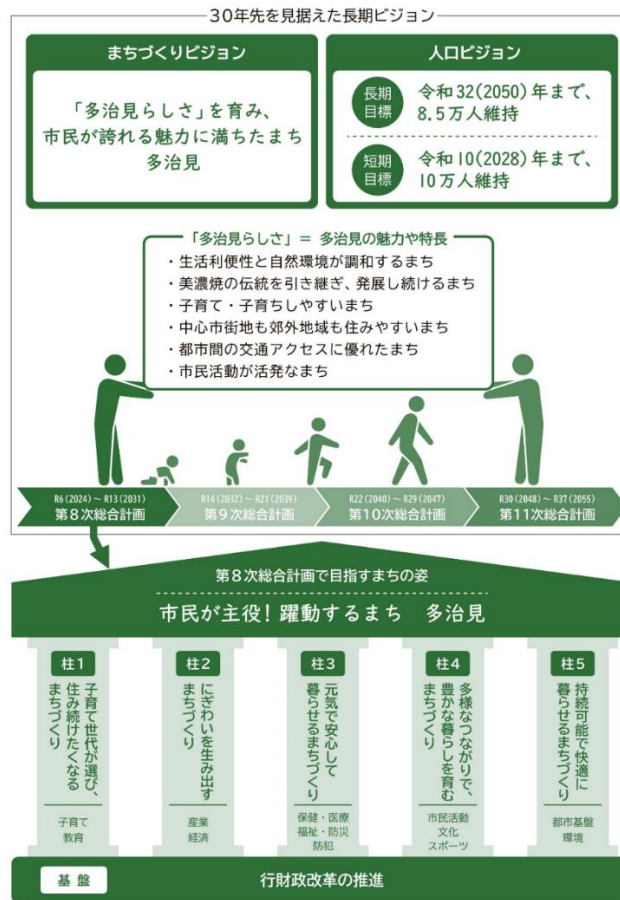 30年先を見据えた長期ビジョン
まちづくりビジョン
「多治見らしさ」を育み、
市民が誇れる魅力に満ちたまち
多治見
人口ビジョン
長期
目標
令和32(2050)年まで、
8.5万人維持
短期
目標
令和10(2028)年まで、
10万人維持
「多治見らしさ」＝ 多治見の魅力や特長
・生活利便性と自然環境が調和するまち
・美濃焼の伝統を引き継ぎ、発展し続けるまち
・子育て・子育ちしやすいまち
・中心市街地も郊外地域も住みやすいまち
・都市間の交通アクセスに優れたまち
・市民活動が活発なまち
R6(2024)～R13(2031)
第8次総合計画
R14(2032)～R21(2039)
第9次総合計画
R22(2040)～R29(2047)
第10次総合計画
R30(2048)～R37(2055)
第11次総合計画
第8次総合計画で目指すまちの姿
市民が主役！躍動するまち　多治見
柱1
子育て世代が選び、
住み続けたくなる
まちづくり
子育て
教育
柱2
にぎわいを生み出す
まちづくり
産業
経済
柱3
元気で安心して
暮らせるまちづくり
保健・医療
福祉・防災
防犯
柱4
多様なつながりで、
豊かな暮らしを育む
まちづくり
市民活動
文化
スポーツ
柱5
持続可能で快適に
暮らせるまちづくり
都市基盤
環境
基盤
行財政改革の推進